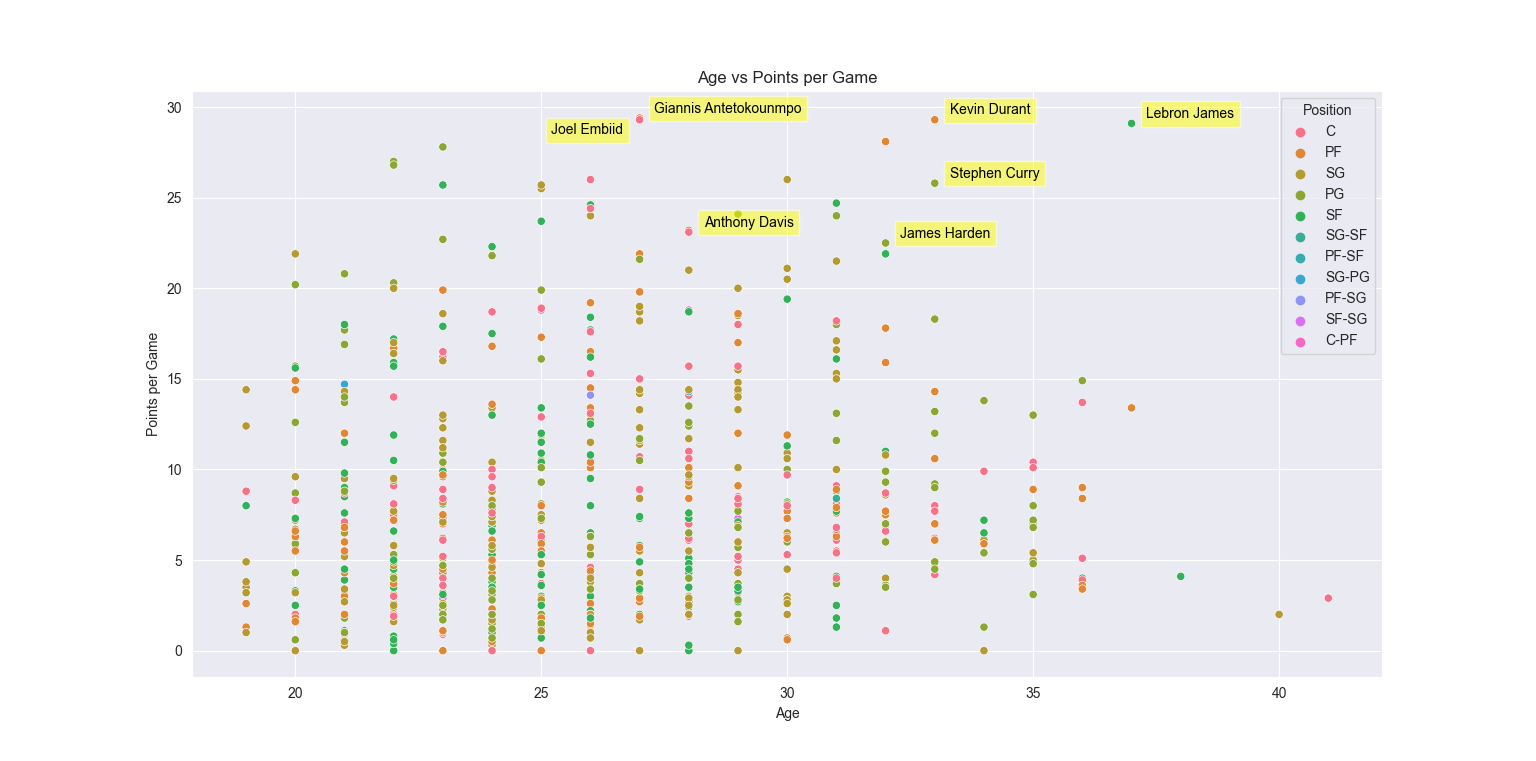 Age vs Points per Game
Points per Game
30
25
20
15
10
5
0
Giannis Antetokounmpo
Joel Embiid
Kevin Durant
Lebron James
Stephen Curry
Anthony Davis
James Harden
Position
C
PF
SG
PG
SF
SG-SF
PF-SF
SG-PG
PF-SG
SF-SG
C-PF
20
25
30
35
40
Age